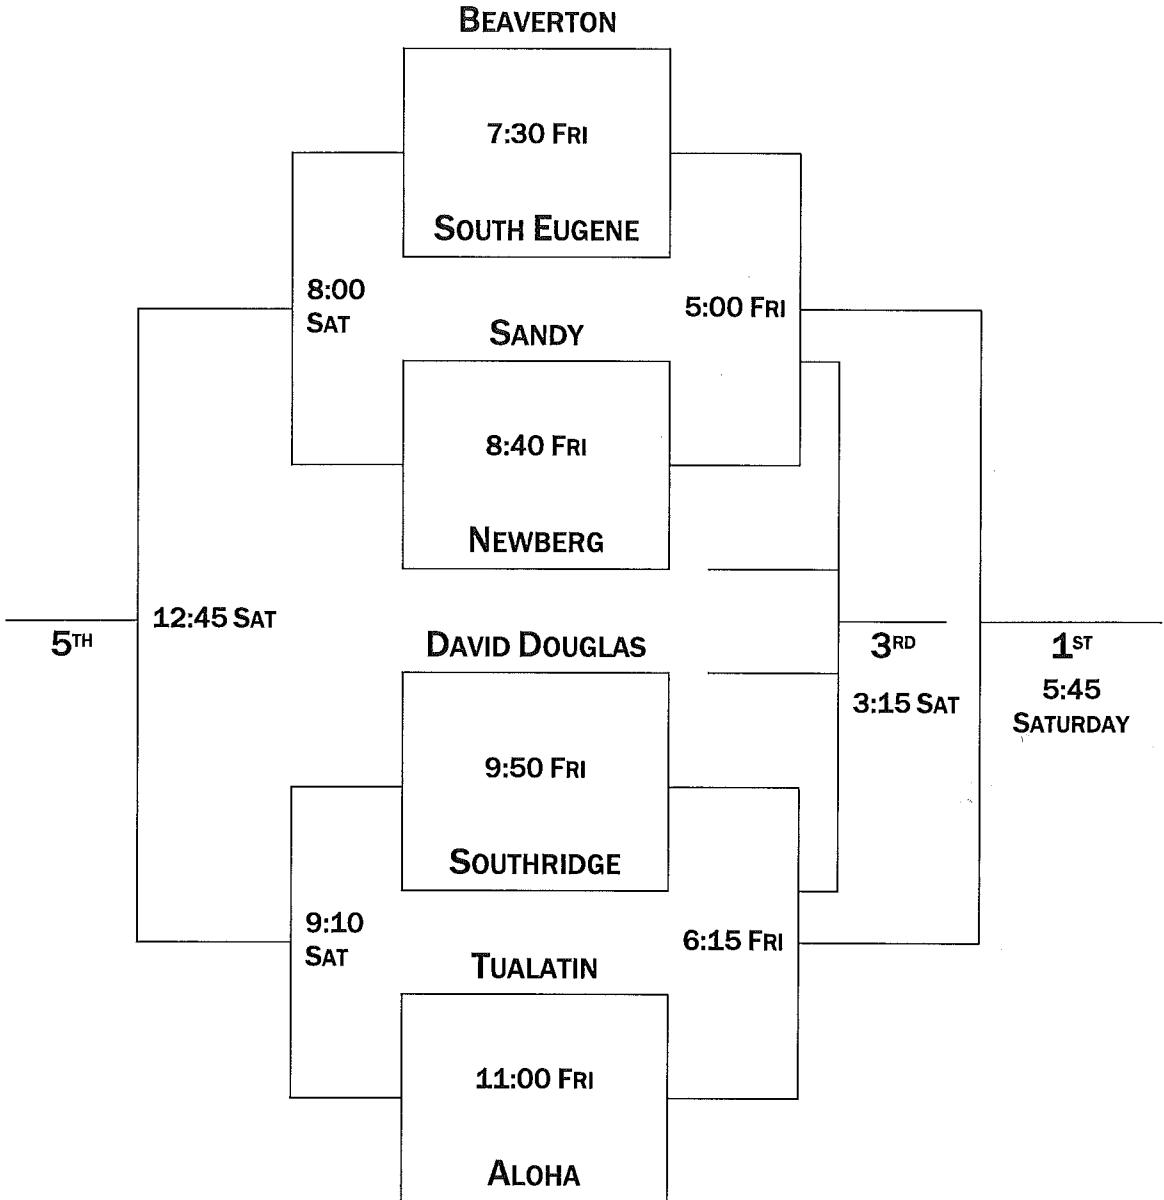 BEAVERTON
7:30 FRI
SOUTH EUGENE
8:00
SAT
5:00 FRI
SANDY
8:40 FRI
NEWBERG
12:45 SAT
5TH
DAVID DOUGLAS
3RD
3:15 SAT
1ST
5:45
SATURDAY
9:50 FRI
SOUTHRIDGE
9:10
SAT
6:15 FRI
TUALATIN
11:00 FRI
ALOHA